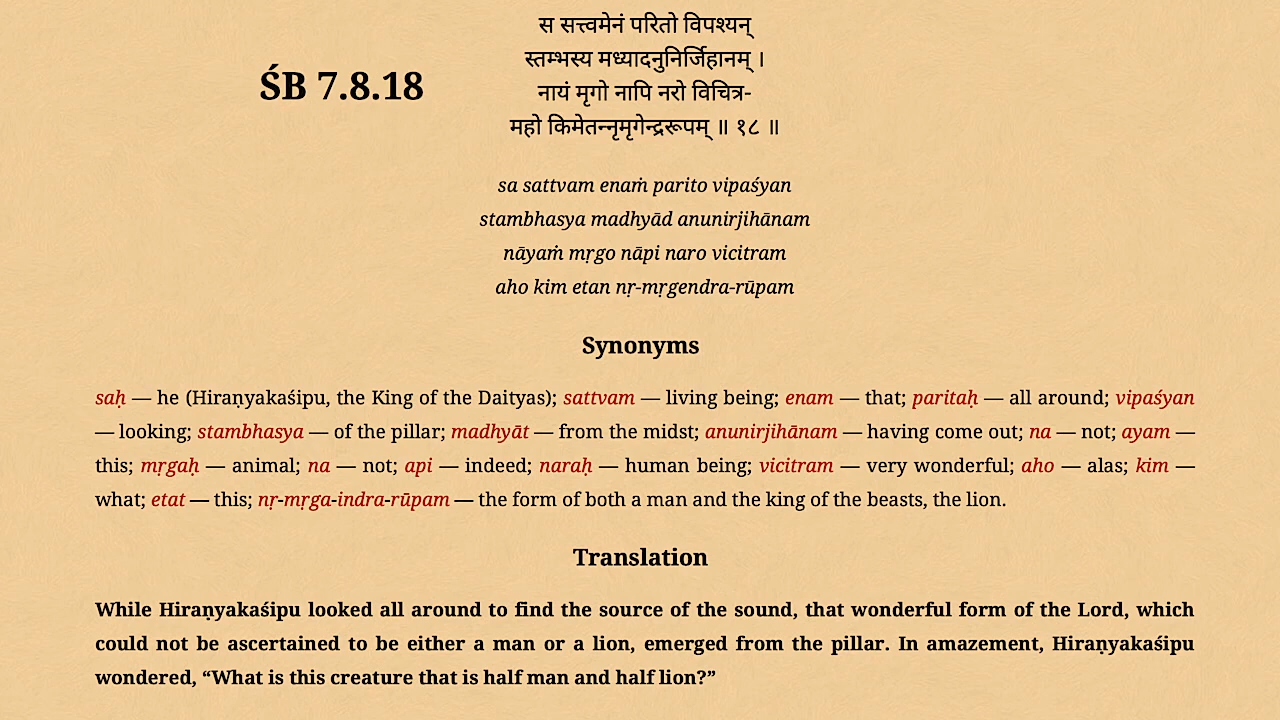 स सत्त्वमेनं परितो विपश्यन्
स्तम्भस्य मध्यादनुनिर्जिहानम् ।
ŚB 7.8.18
नायं मृगो नापि नरो विचित्र-
महो किमेतन्नृमृगेन्द्ररूपम् ॥ १८ ॥
sa sattvam enaṁ parito vipaśyan
stambhasya madhyād anunirjihānam
nāyaṁ mṛgo nāpi naro vicitram
aho kim etan nṛ-mṛgendra-rūpam
Synonyms
saḥ — he (Hiraṇyakaśipu, the King of the Daityas); sattvam — living being; enam — that; paritaḥ — all around; vipaśyan
— looking; stambhasya — of the pillar; madhyāt — from the midst; anunirjihānam — having come out; na — not; ayam —
this; mṛgaḥ — animal; na — not; api — indeed; naraḥ — human being; vicitram — very wonderful; aho — alas; kim —
what; etat — this; nṛ-mṛga-indra-rūpam — the form of both a man and the king of the beasts, the lion.
Translation
While Hiraṇyakaśipu looked all around to find the source of the sound, that wonderful form of the Lord, which
could not be ascertained to be either a man or a lion, emerged from the pillar. In amazement, Hiraṇyakaśipu
wondered, “What is this creature that is half man and half lion?”